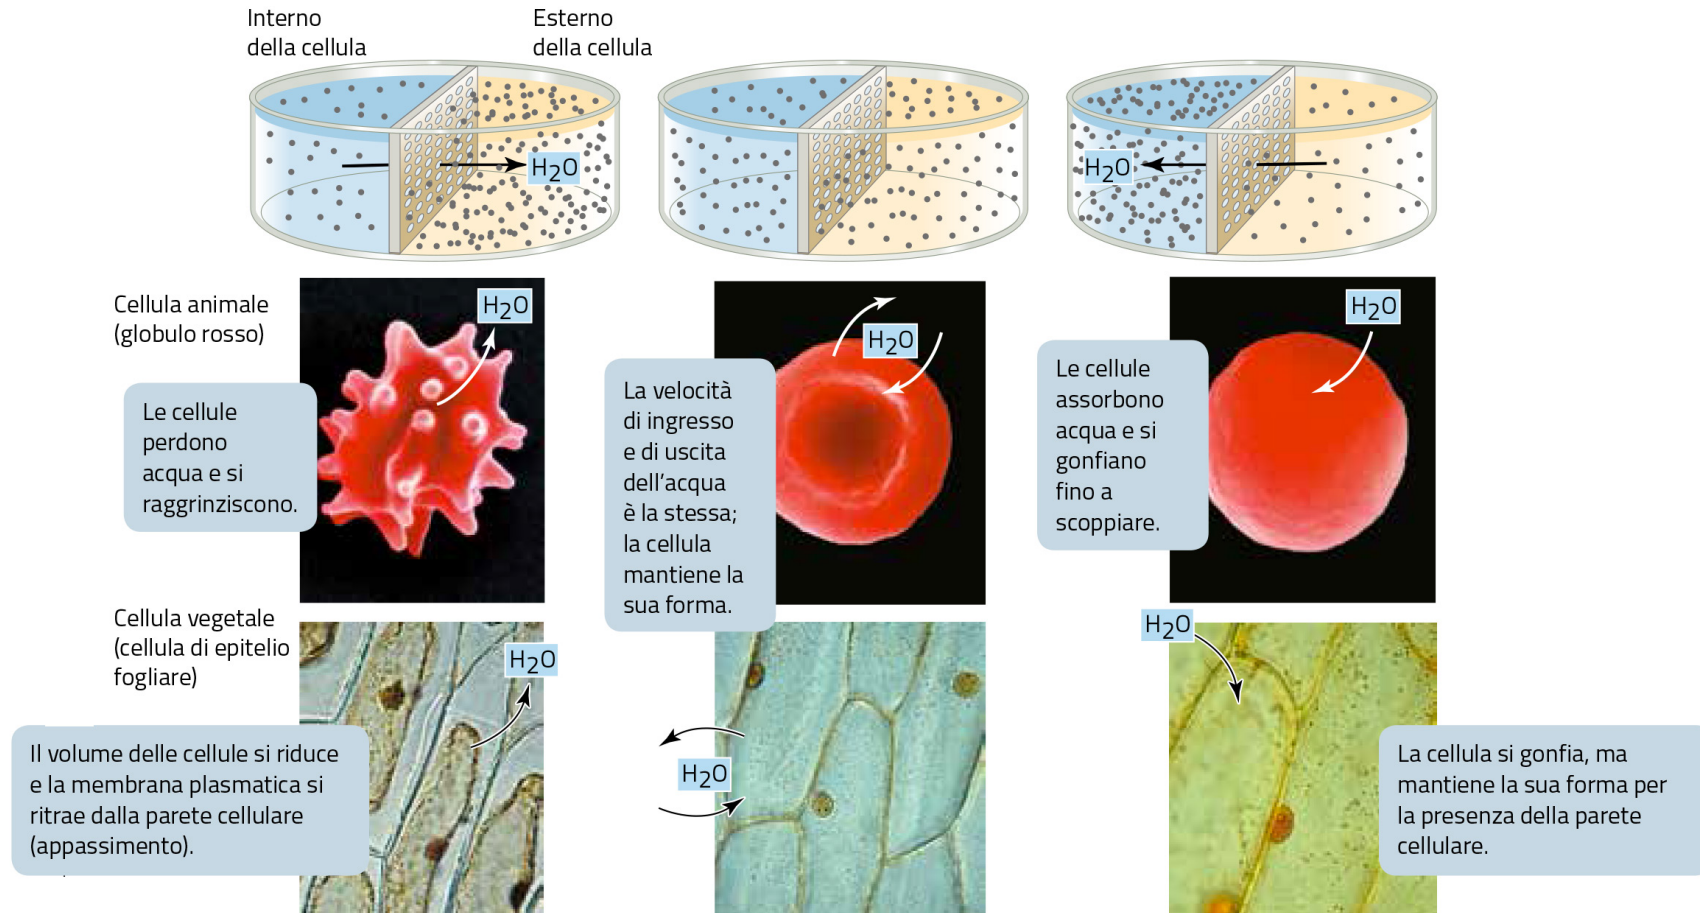 Interno
della cellula
Esterno
della cellula
H2O
H2O
Cellula animale
(globulo rosso)
H2O
Le cellule
perdono
acqua e si
raggrinziscono.
H2O
La velocità
di ingresso
e di uscita
dell'acqua
è la stessa;
la cellula
mantiene la
sua forma.
H2O
Le cellule
assorbono
acqua e si
gonfiano
fino a
scoppiare.
Cellula vegetale
(cellula di epitelio
fogliare)
H2O
Il volume delle cellule si riduce
e la membrana plasmatica si
ritrae dalla parete cellulare
(appassimento).
H2O
H2O
La cellula si gonfia, ma
mantiene la sua forma per
la presenza della parete
cellulare.